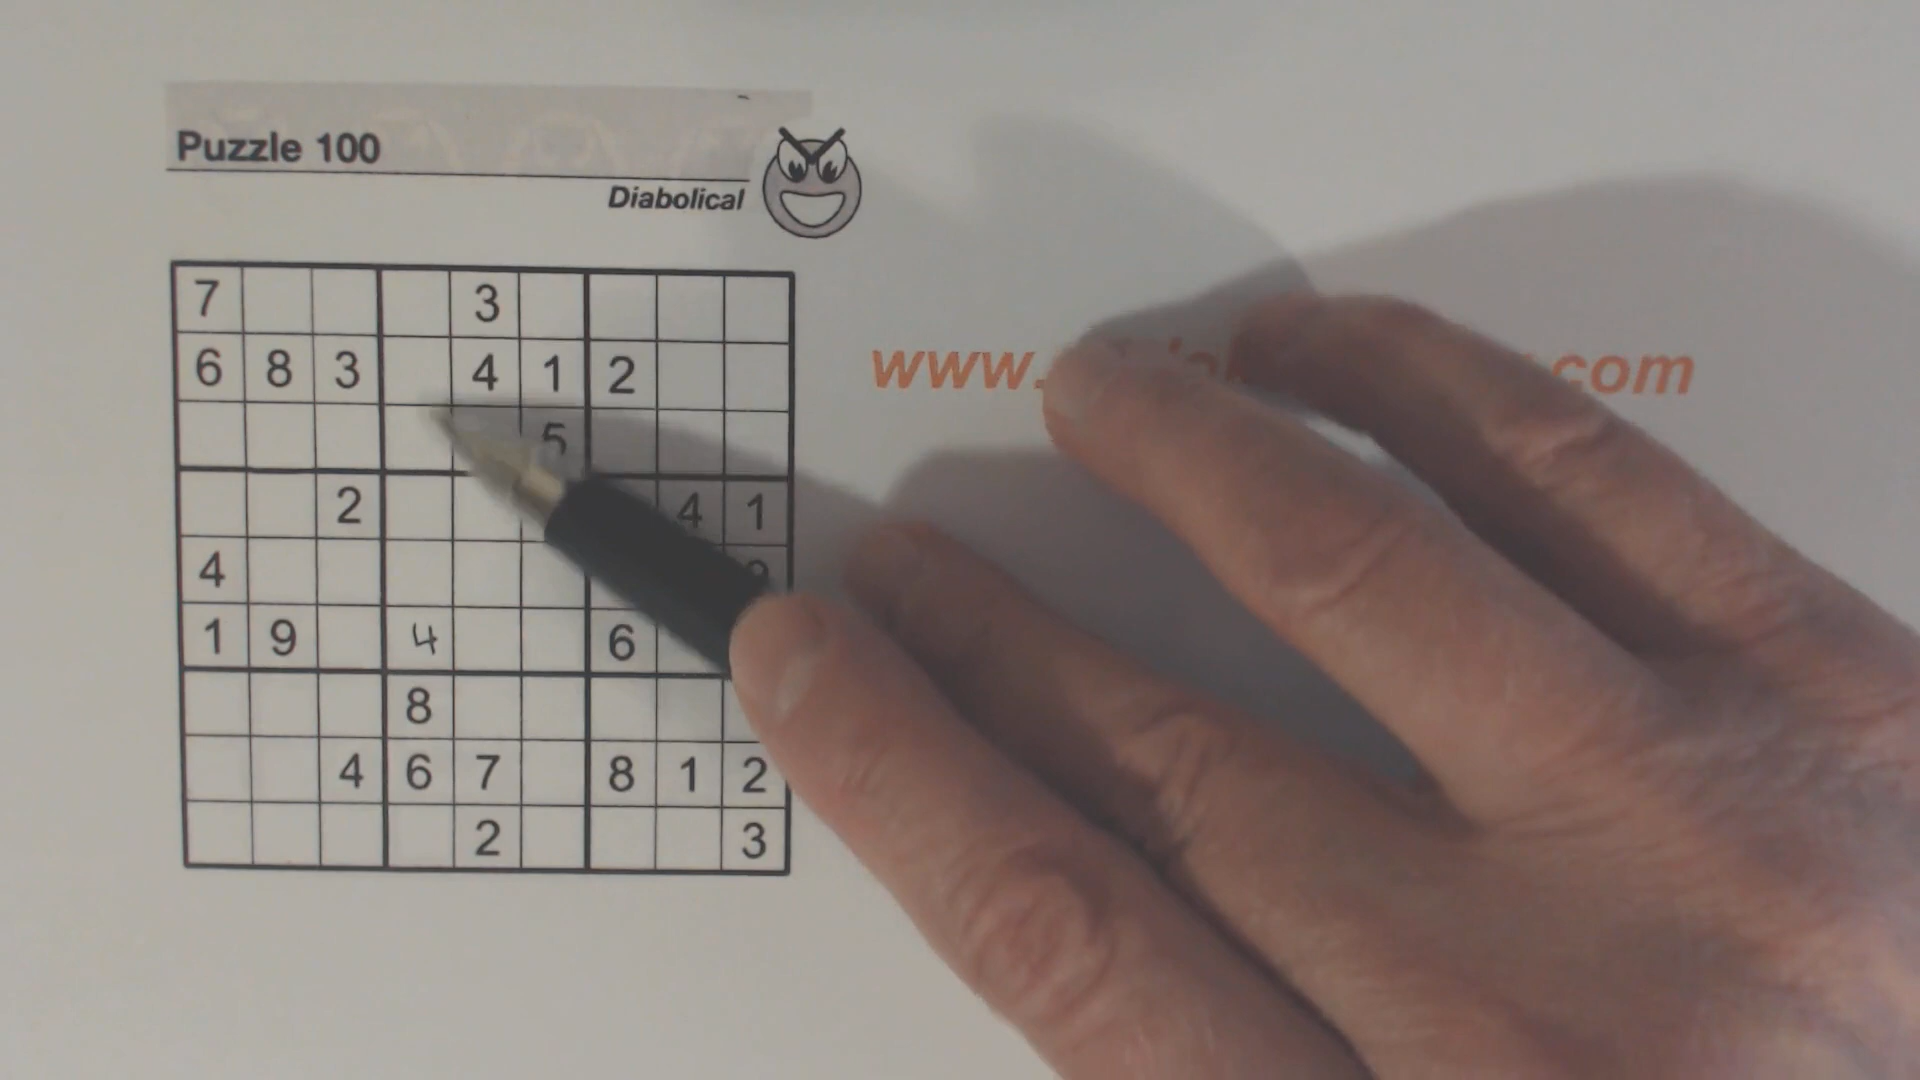 Puzzle 100
Diabolical
7 3
6 8 3 4 1 2
5
2 4 1
4
1 9 4 6
8
4 6 7 8 1 2
2 3
www.
.com